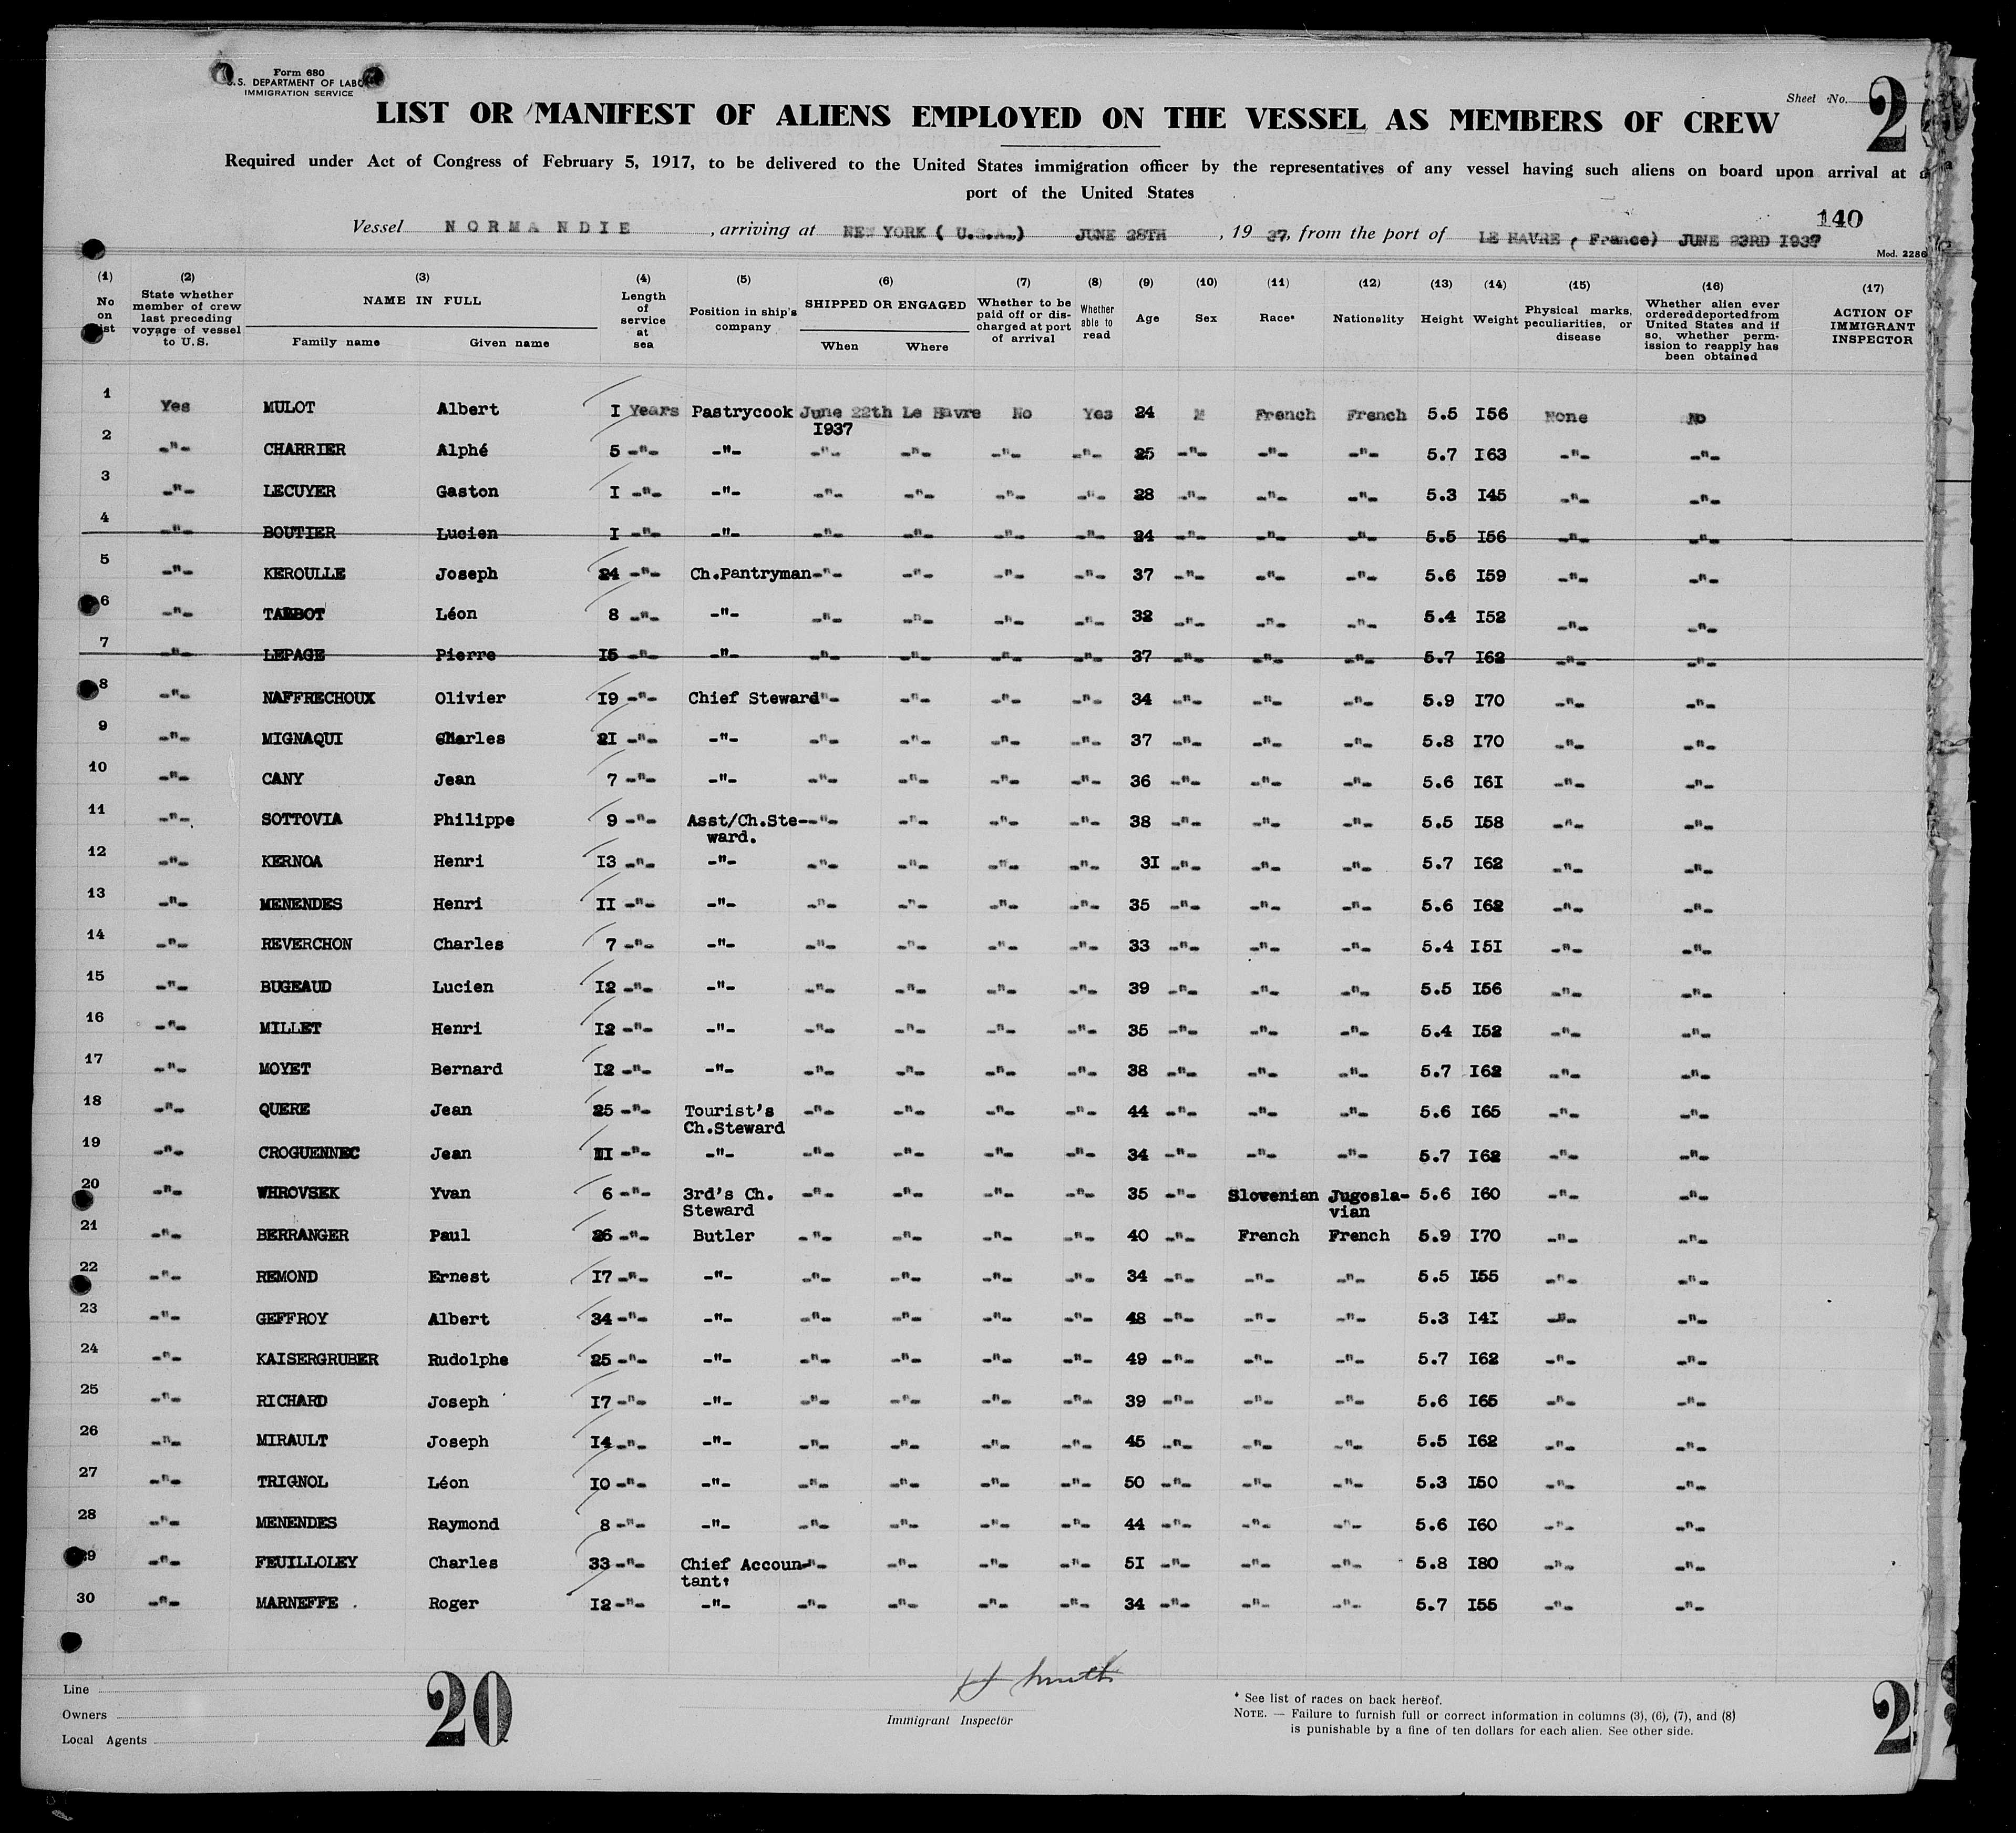 Form 680
U.S. DEPARTMENT OF LABOR
IMMIGRATION SERVICE
Sheet No. 2
LIST OR MANIFEST OF ALIENS EMPLOYED ON THE VESSEL AS MEMBERS OF CREW
Required under Act of Congress of February 5, 1917, to be delivered to the United States immigration officer by the representatives of any vessel having such aliens on board upon arrival at a
port of the United States
140
Vessel NORMANDIE, arriving at NEW YORK ( U.S.A.) JUNE 28TH, 19 37, from the port of LE HAVRE ( France) JUNE 23RD I937
Mod. 2286
(1) No on list (2) State whether member of crew last preceding voyage of vessel to U.S. (3) NAME IN FULL Family name Given name (4) Length of service at sea (5) Position in ship's company (6) SHIPPED OR ENGAGED When Where (7) Whether to be paid off or discharged at port of arrival (8) Whether able to read (9) Age (10) Sex (11) Race* (12) Nationality (13) Height (14) Weight (15) Physical marks, peculiarities, or disease (16) Whether alien ever ordered deported from United States and if so, whether permission to reapply has been obtained (17) ACTION OF IMMIGRANT INSPECTOR
1 Yes MULOT Albert I Years Pastrycook June 22th I937 Le Havre No Yes 24 M French French 5.5 I56 None No
2 -"- CHARRIER Alphé 5 -"- -"- -"- -"- -"- -"- 25 -"- -"- -"- 5.7 I63 -"- -"-
3 -"- LECUYER Gaston I -"- -"- -"- -"- -"- -"- 28 -"- -"- -"- 5.3 I45 -"- -"-
4 -"- BOUTIER Lucien I -"- -"- -"- -"- -"- -"- 24 -"- -"- -"- 5.5 I56 -"- -"-
5 -"- KEROULLE Joseph 24 -"- Ch.Pantryman -"- -"- -"- -"- 37 -"- -"- -"- 5.6 I59 -"- -"-
6 -"- TARBOT Léon 8 -"- -"- -"- -"- -"- -"- 32 -"- -"- -"- 5.4 I52 -"- -"-
7 -"- LEPAGE Pierre I5 -"- -"- -"- -"- -"- -"- 37 -"- -"- -"- 5.7 I62 -"- -"-
8 -"- NAFFRECHOUX Olivier I9 -"- Chief Steward -"- -"- -"- -"- 34 -"- -"- -"- 5.9 I70 -"- -"-
9 -"- MIGNAQUI Charles 2I -"- -"- -"- -"- -"- -"- 37 -"- -"- -"- 5.8 I70 -"- -"-
10 -"- CANY Jean 7 -"- -"- -"- -"- -"- -"- 36 -"- -"- -"- 5.6 I6I -"- -"-
11 -"- SOTTOVIA Philippe 9 -"- Asst/Ch.Ste-ward. -"- -"- -"- -"- 38 -"- -"- -"- 5.5 I58 -"- -"-
12 -"- KERNOA Henri I3 -"- -"- -"- -"- -"- -"- 3I -"- -"- -"- 5.7 I62 -"- -"-
13 -"- MENENDES Henri II -"- -"- -"- -"- -"- -"- 35 -"- -"- -"- 5.6 I62 -"- -"-
14 -"- REVERCHON Charles 7 -"- -"- -"- -"- -"- -"- 33 -"- -"- -"- 5.4 I5I -"- -"-
15 -"- BUGEAUD Lucien I2 -"- -"- -"- -"- -"- -"- 39 -"- -"- -"- 5.5 I56 -"- -"-
16 -"- MILLET Henri I2 -"- -"- -"- -"- -"- -"- 35 -"- -"- -"- 5.4 I52 -"- -"-
17 -"- MOYET Bernard I2 -"- -"- -"- -"- -"- -"- 38 -"- -"- -"- 5.7 I62 -"- -"-
18 -"- QUERE Jean 25 -"- Tourist's Ch.Steward -"- -"- -"- -"- 44 -"- -"- -"- 5.6 I65 -"- -"-
19 -"- CROGUENNEC Jean II -"- -"- -"- -"- -"- -"- 34 -"- -"- -"- 5.7 I62 -"- -"-
20 -"- WHROVSEK Yvan 6 -"- 3rd's Ch. Steward -"- -"- -"- -"- 35 -"- Slovenian Jugosla-vian 5.6 I60 -"- -"-
21 -"- BERRANGER Paul 26 -"- Butler -"- -"- -"- -"- 40 -"- French French 5.9 I70 -"- -"-
22 -"- REMOND Ernest I7 -"- -"- -"- -"- -"- -"- 34 -"- -"- -"- 5.5 I55 -"- -"-
23 -"- GEFFROY Albert 34 -"- -"- -"- -"- -"- -"- 48 -"- -"- -"- 5.3 I4I -"- -"-
24 -"- KAISERGRUBER Rudolphe 25 -"- -"- -"- -"- -"- -"- 49 -"- -"- -"- 5.7 I62 -"- -"-
25 -"- RICHARD Joseph I7 -"- -"- -"- -"- -"- -"- 39 -"- -"- -"- 5.6 I65 -"- -"-
26 -"- MIRAULT Joseph I4 -"- -"- -"- -"- -"- -"- 45 -"- -"- -"- 5.5 I62 -"- -"-
27 -"- TRIGNOL Léon I0 -"- -"- -"- -"- -"- -"- 50 -"- -"- -"- 5.3 I50 -"- -"-
28 -"- MENENDES Raymond 8 -"- -"- -"- -"- -"- -"- 44 -"- -"- -"- 5.6 I60 -"- -"-
29 -"- FEUILLOLEY Charles 33 -"- Chief Accoun-tant -"- -"- -"- -"- 5I -"- -"- -"- 5.8 I80 -"- -"-
30 -"- MARNEFFE . Roger I2 -"- -"- -"- -"- -"- -"- 34 -"- -"- -"- 5.7 I55 -"- -"-
Line
Owners
Local Agents
20
H Smith
Immigrant Inspector
* See list of races on back hereof.
NOTE. — Failure to furnish full or correct information in columns (3), (6), (7), and (8)
is punishable by a fine of ten dollars for each alien. See other side.
2